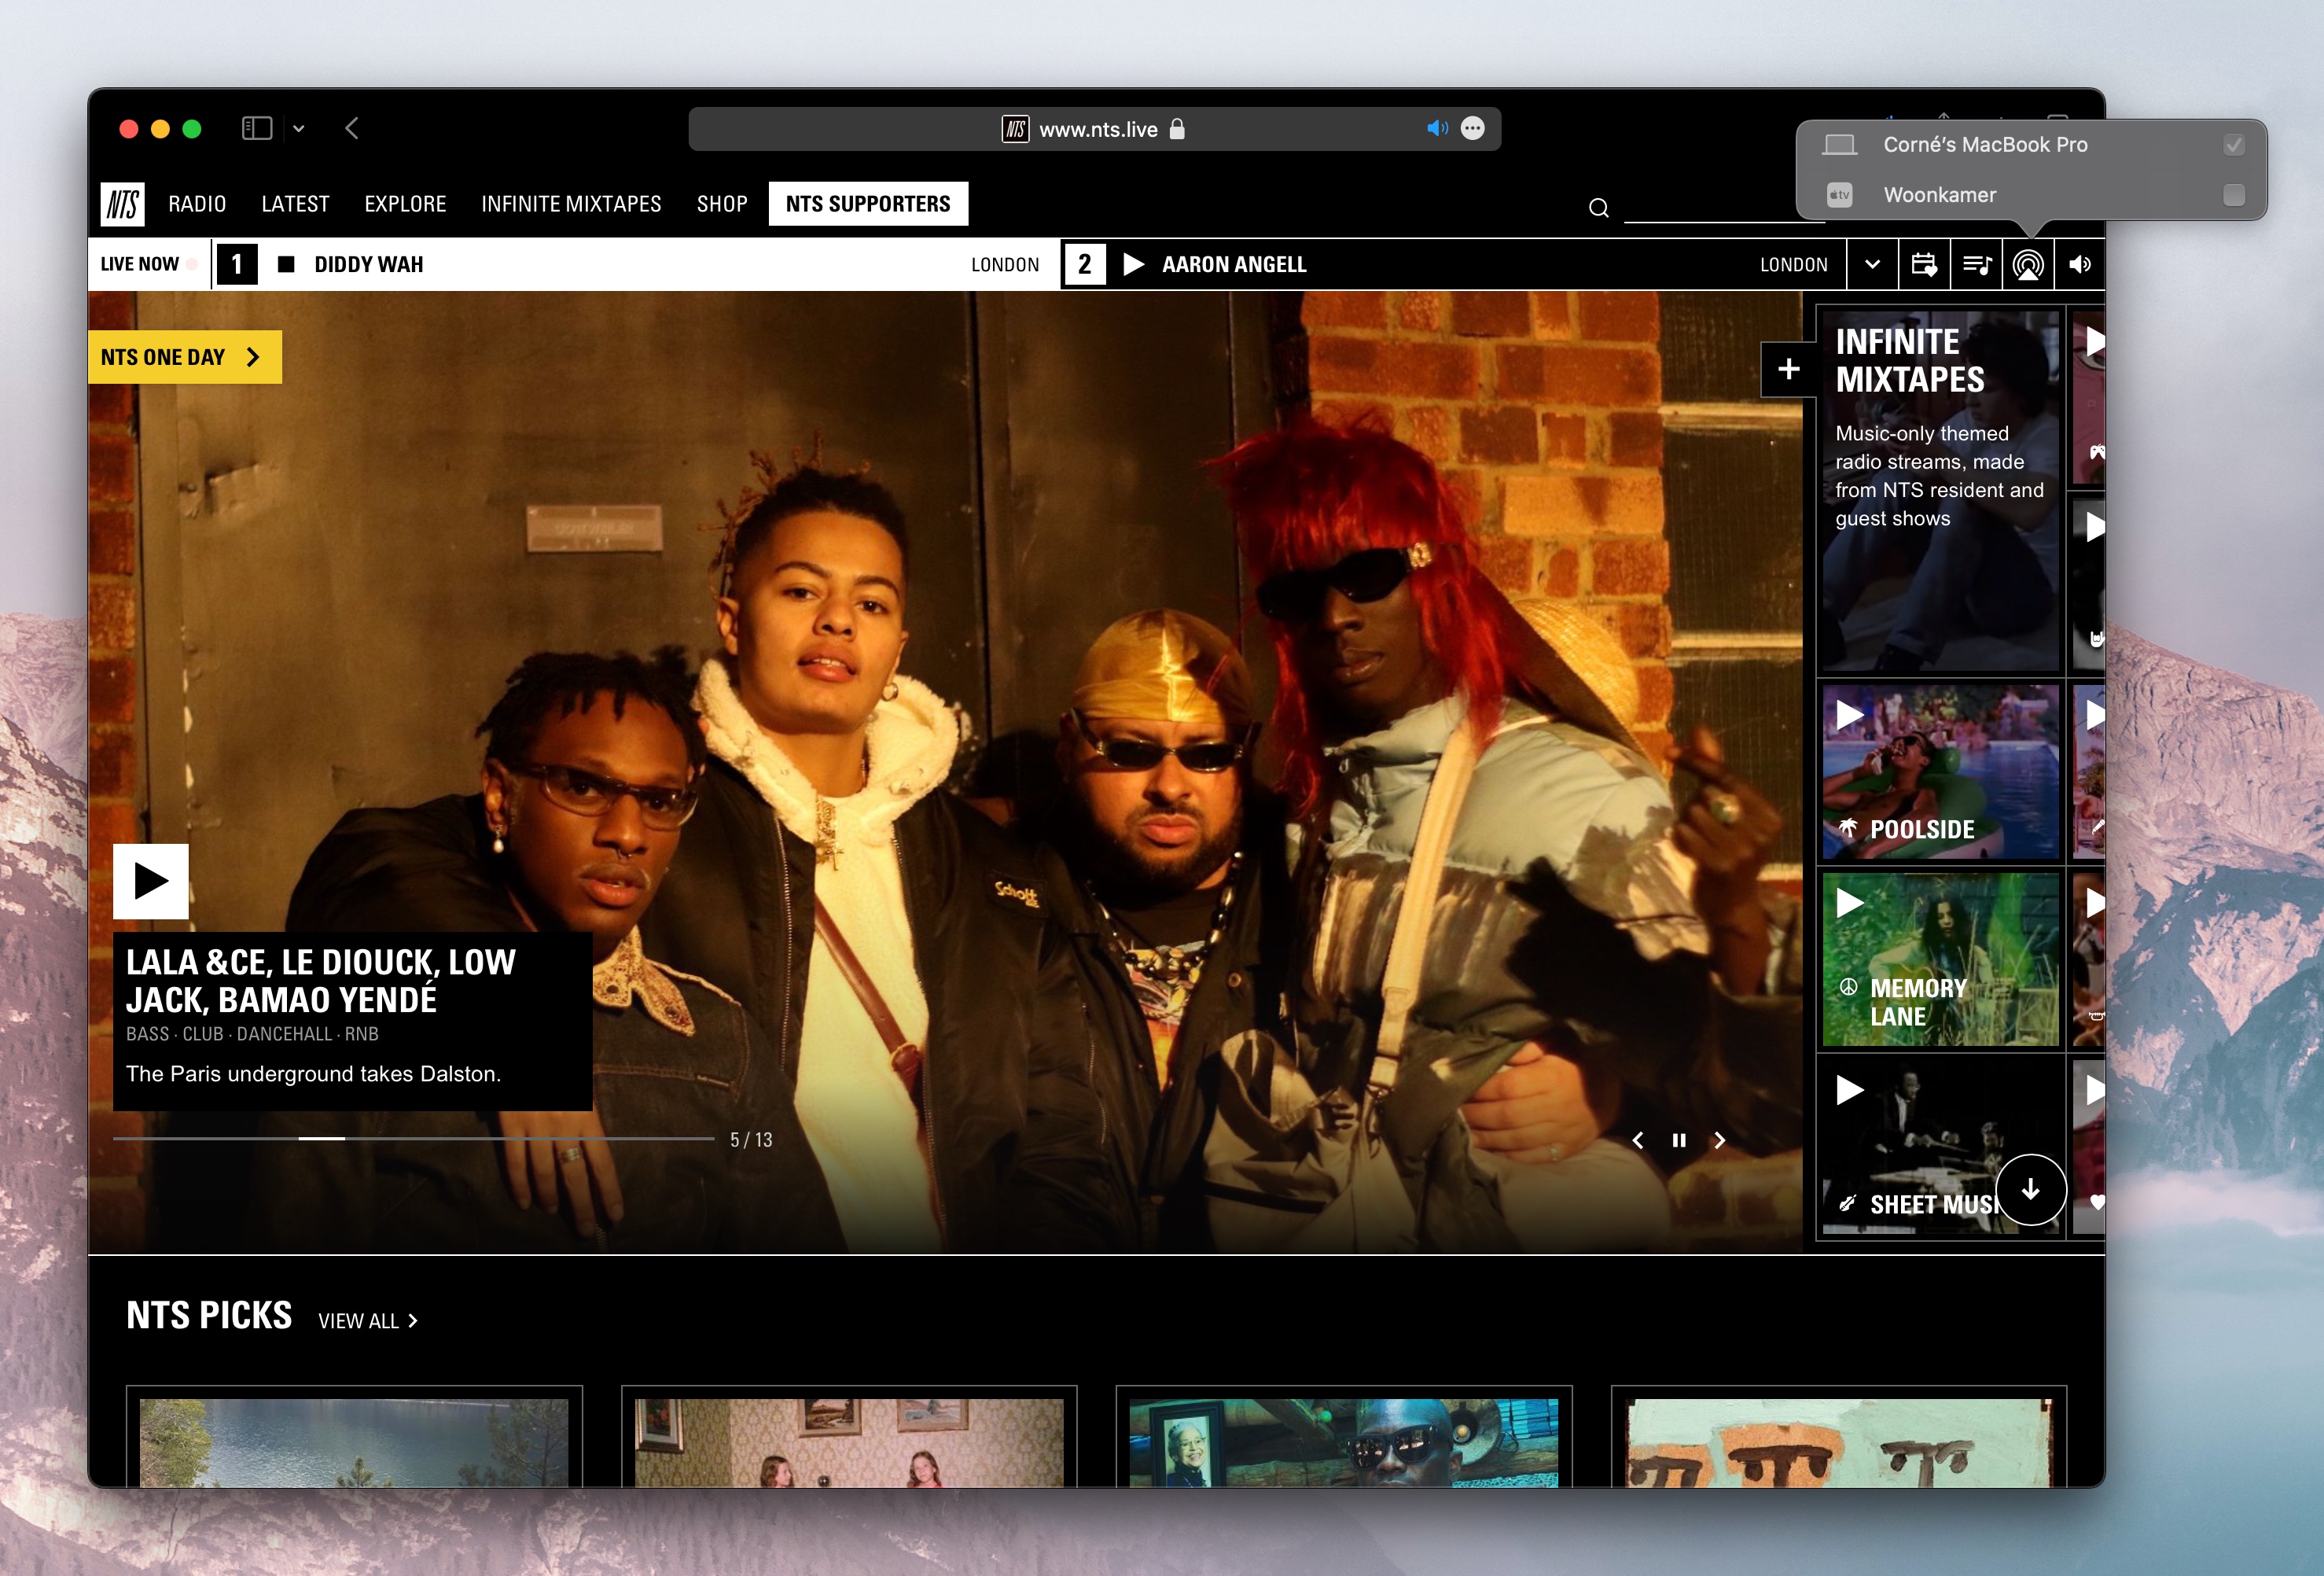 NTS www.nts.live
Corné's MacBook Pro
tv Woonkamer
NTS RADIO LATEST EXPLORE INFINITE MIXTAPES SHOP NTS SUPPORTERS
LIVE NOW 1 DIDDY WAH LONDON 2 AARON ANGELL LONDON
NTS ONE DAY
INFINITE
MIXTAPES
Music-only themed
radio streams, made
from NTS resident and
guest shows
POOLSIDE
MEMORY
LANE
Schott
LALA &CE, LE DIOUCK, LOW
JACK, BAMAO YENDÉ
BASS · CLUB · DANCEHALL · RNB
The Paris underground takes Dalston.
5 / 13
SHEET MUSI
NTS PICKS VIEW ALL